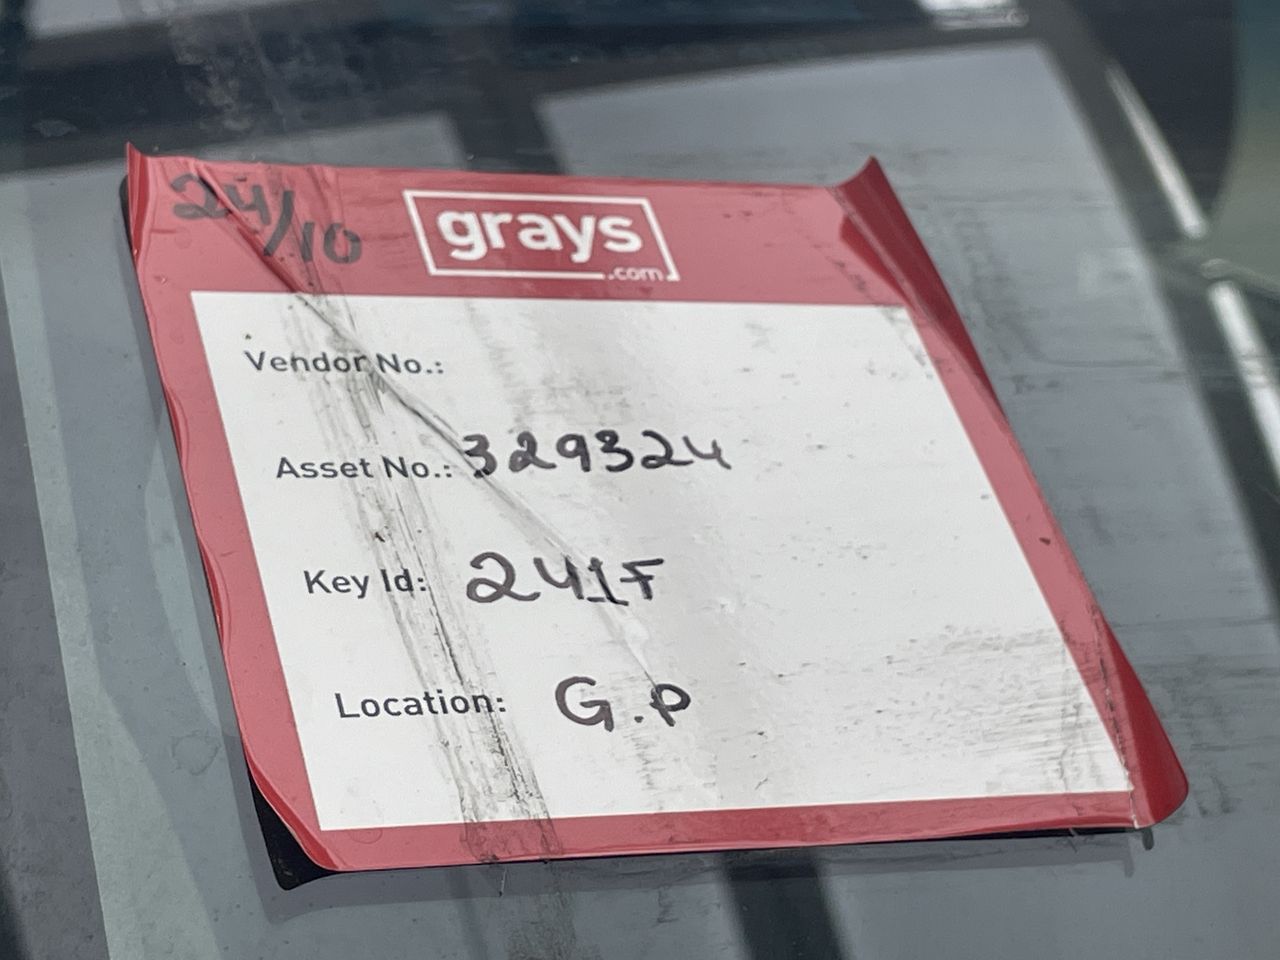 24/10
grays
.com
Vendor No.:
Asset No.: 329324
Key Id: 241F
Location: G.P